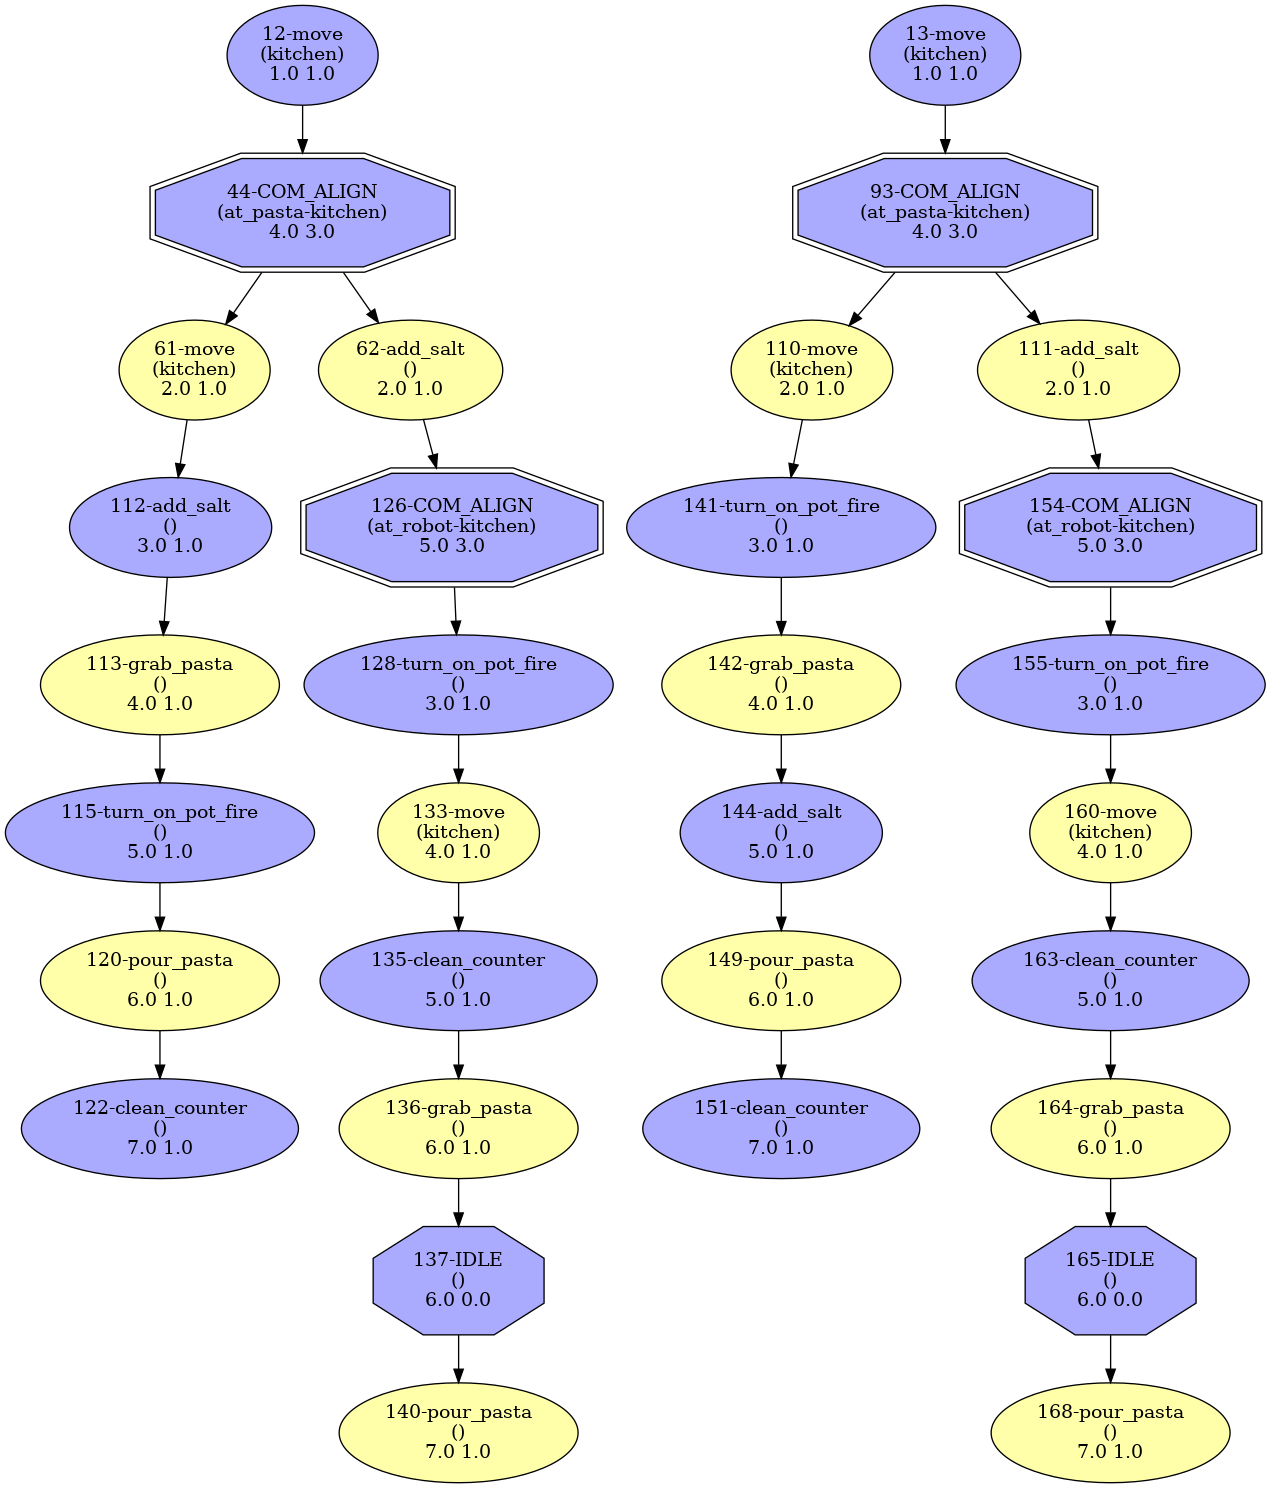 12-move
(kitchen)
1.0 1.0
13-move
(kitchen)
1.0 1.0
44-COM_ALIGN
(at_pasta-kitchen)
4.0 3.0
93-COM_ALIGN
(at_pasta-kitchen)
4.0 3.0
61-move
(kitchen)
2.0 1.0
62-add_salt
()
2.0 1.0
110-move
(kitchen)
2.0 1.0
111-add_salt
()
2.0 1.0
112-add_salt
()
3.0 1.0
126-COM_ALIGN
(at_robot-kitchen)
5.0 3.0
141-turn_on_pot_fire
()
3.0 1.0
154-COM_ALIGN
(at_robot-kitchen)
5.0 3.0
113-grab_pasta
()
4.0 1.0
128-turn_on_pot_fire
()
3.0 1.0
142-grab_pasta
()
4.0 1.0
155-turn_on_pot_fire
()
3.0 1.0
115-turn_on_pot_fire
()
5.0 1.0
133-move
(kitchen)
4.0 1.0
144-add_salt
()
5.0 1.0
160-move
(kitchen)
4.0 1.0
120-pour_pasta
()
6.0 1.0
135-clean_counter
()
5.0 1.0
149-pour_pasta
()
6.0 1.0
163-clean_counter
()
5.0 1.0
122-clean_counter
()
7.0 1.0
136-grab_pasta
()
6.0 1.0
151-clean_counter
()
7.0 1.0
164-grab_pasta
()
6.0 1.0
137-IDLE
()
6.0 0.0
165-IDLE
()
6.0 0.0
140-pour_pasta
()
7.0 1.0
168-pour_pasta
()
7.0 1.0